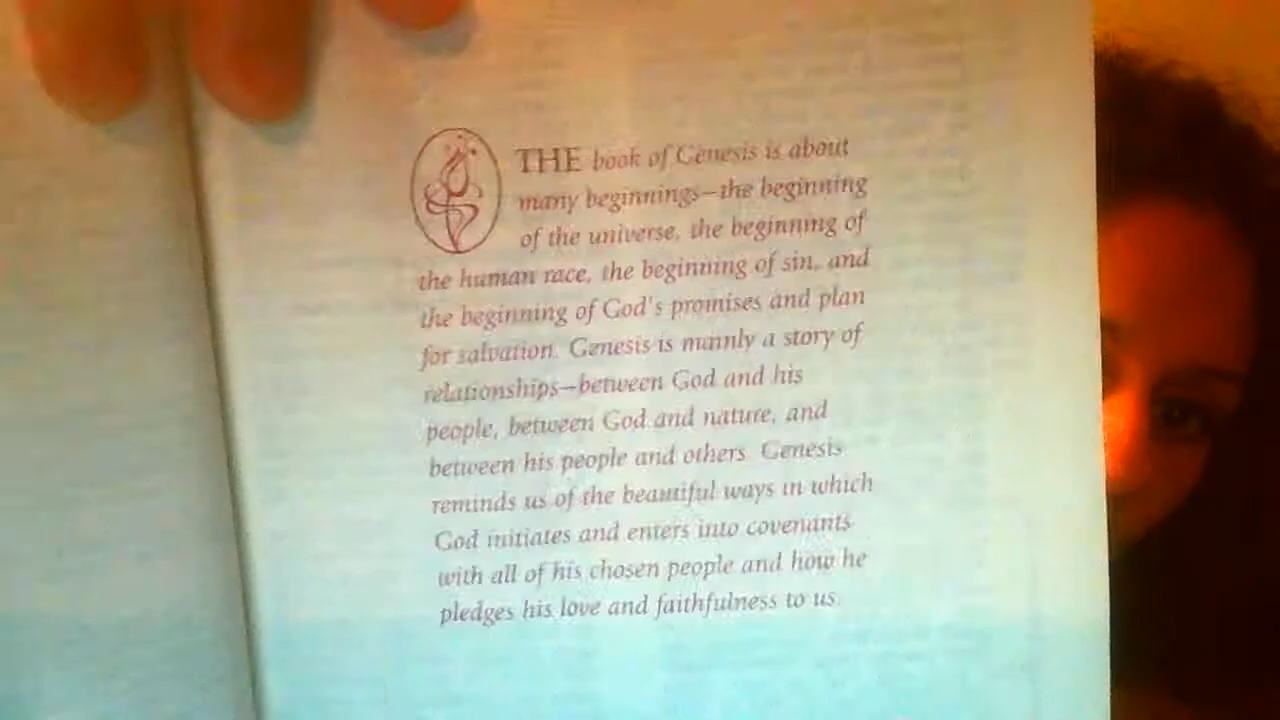 THE book of Genesis is about
many beginnings—the beginning
of the universe, the beginning of
the human race, the beginning of sin, and
the beginning of God's promises and plan
for salvation. Genesis is mainly a story of
relationships—between God and his
people, between God and nature, and
between his people and others. Genesis
reminds us of the beautiful ways in which
God initiates and enters into covenants
with all of his chosen people and how he
pledges his love and faithfulness to us.